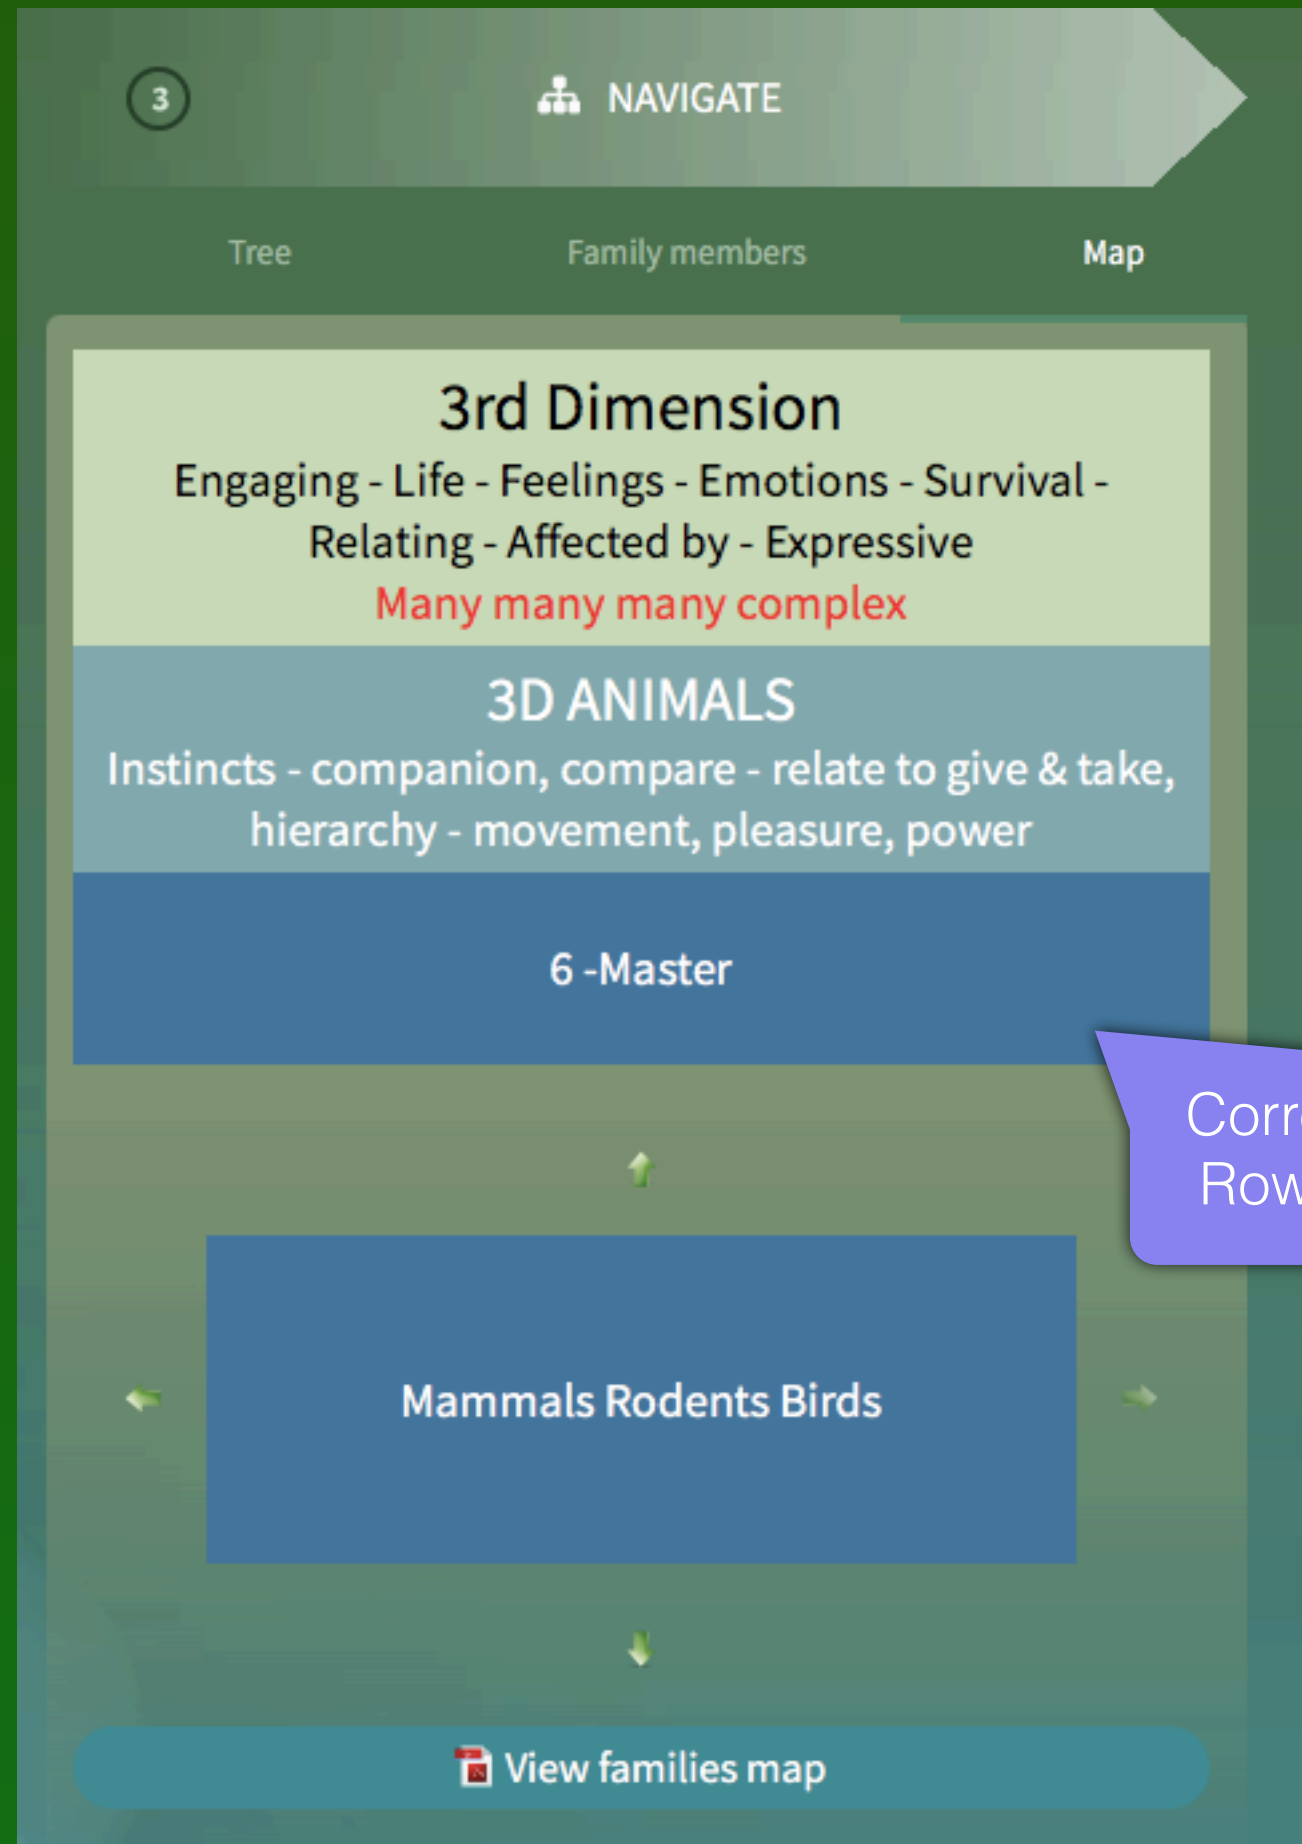 3
NAVIGATE
Tree
Family members
Map
3rd Dimension
Engaging - Life - Feelings - Emotions - Survival -
Relating - Affected by - Expressive
Many many many complex
3D ANIMALS
Instincts - companion, compare - relate to give & take,
hierarchy - movement, pleasure, power
6 -Master
Mammals Rodents Birds
View families map